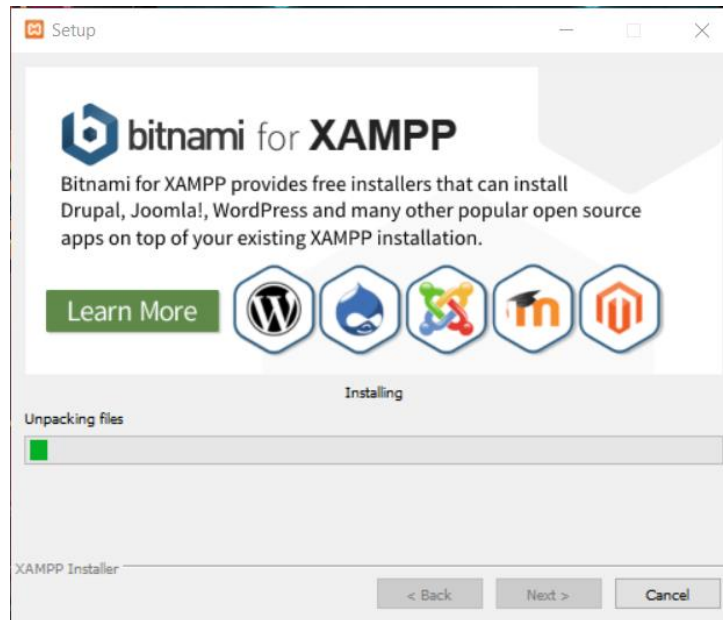 Setup
bitnami for XAMPP
Bitnami for XAMPP provides free installers that can install
Drupal, Joomla!, WordPress and many other popular open source
apps on top of your existing XAMPP installation.
Learn More
Installing
Unpacking files
XAMPP Installer
< Back Next > Cancel